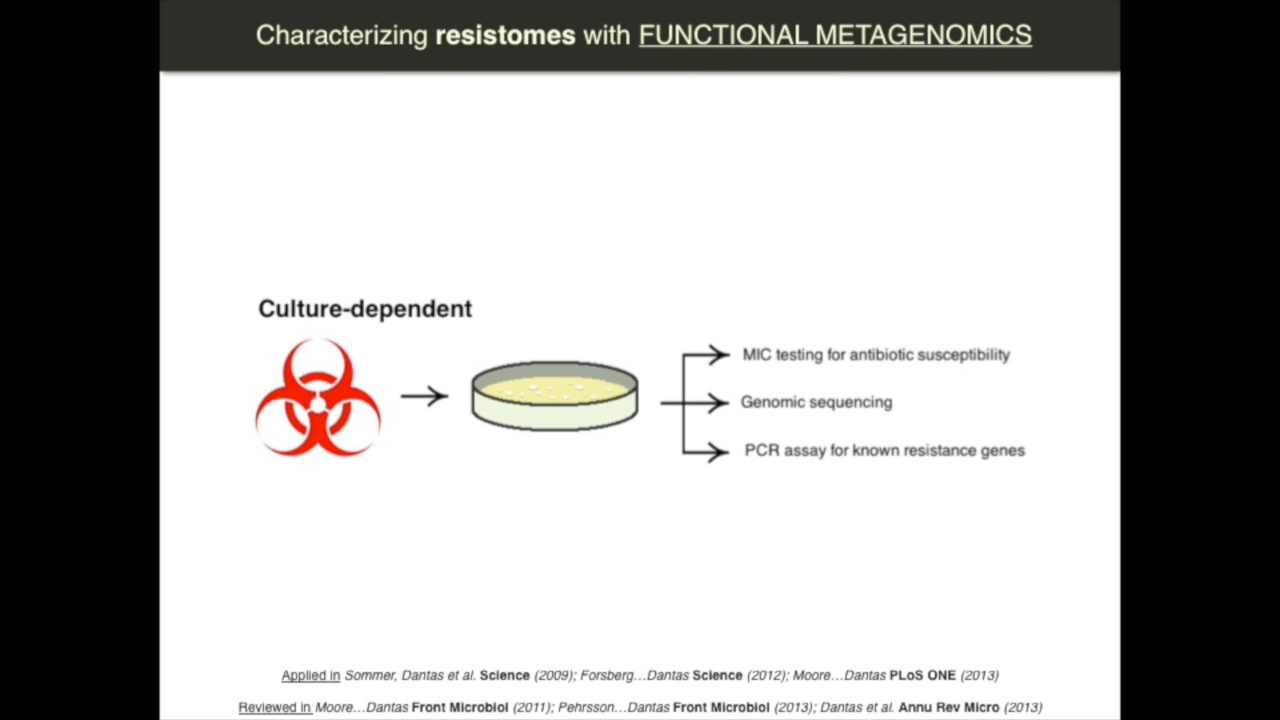 Characterizing resistomes with FUNCTIONAL METAGENOMICS
Culture-dependent
MIC testing for antibiotic susceptibility
Genomic sequencing
PCR assay for known resistance genes
Applied in Sommer, Dantas et al. Science (2009); Forsberg...Dantas Science (2012); Moore...Dantas PLoS ONE (2013)
Reviewed in Moore...Dantas Front Microbiol (2011); Pehrsson...Dantas Front Microbiol (2013); Dantas et al. Annu Rev Micro (2013)